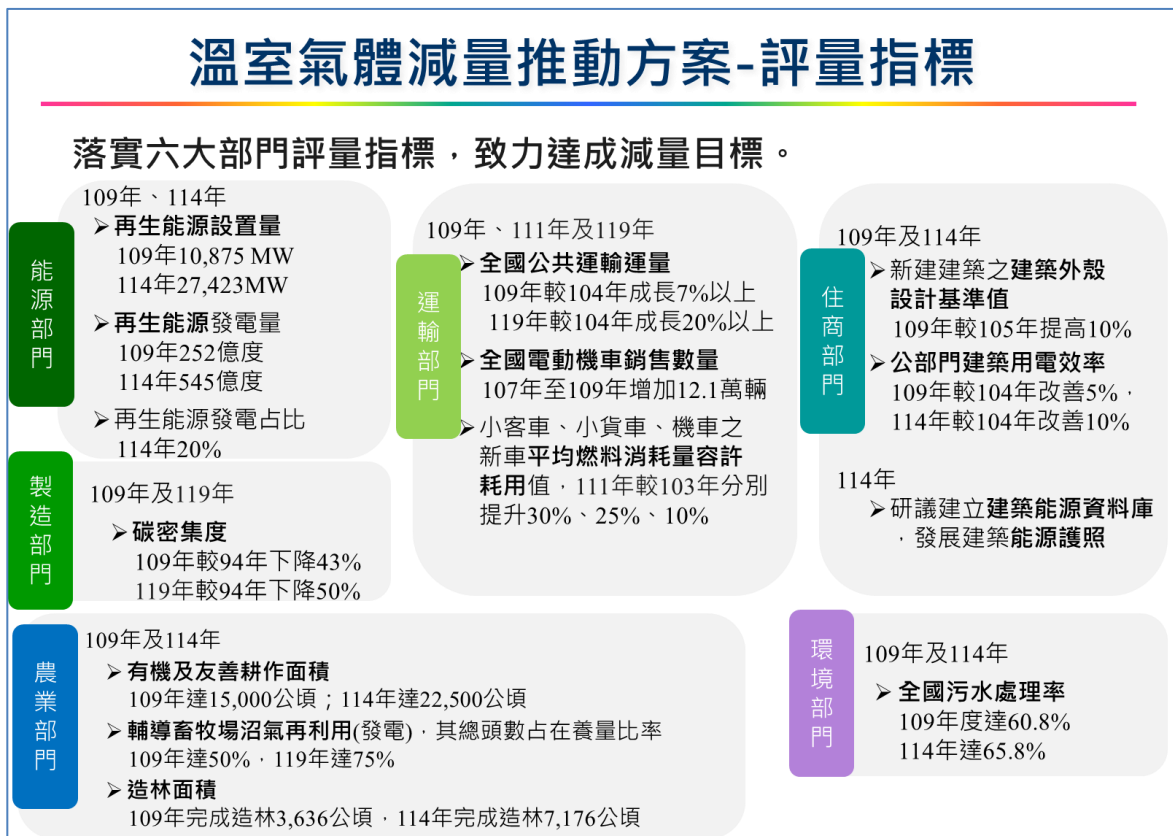 溫室氣體減量推動方案-評量指標
落實六大部門評量指標，致力達成減量目標。
能源部門
109年、114年
➢再生能源設置量
109年10,875 MW
114年27,423MW
➢再生能源發電量
109年252億度
114年545億度
➢再生能源發電占比
114年20%
製造部門
109年及119年
➢碳密集度
109年較94年下降43%
119年較94年下降50%
運輸部門
109年、111年及119年
➢全國公共運輸運量
109年較104年成長7%以上
119年較104年成長20%以上
➢全國電動機車銷售數量
107年至109年增加12.1萬輛
➢小客車、小貨車、機車之
新車平均燃料消耗量容許
耗用值，111年較103年分別
提升30%、25%、10%
住商部門
109年及114年
➢新建建築之建築外殼
設計基準值
109年較105年提高10%
➢公部門建築用電效率
109年較104年改善5%，
114年較104年改善10%
114年
➢研議建立建築能源資料庫
，發展建築能源護照
農業部門
109年及114年
➢有機及友善耕作面積
109年達15,000公頃；114年達22,500公頃
➢輔導畜牧場沼氣再利用(發電)，其總頭數占在養量比率
109年達50%，119年達75%
➢造林面積
109年完成造林3,636公頃，114年完成造林7,176公頃
環境部門
109年及114年
➢全國污水處理率
109年度達60.8%
114年達65.8%